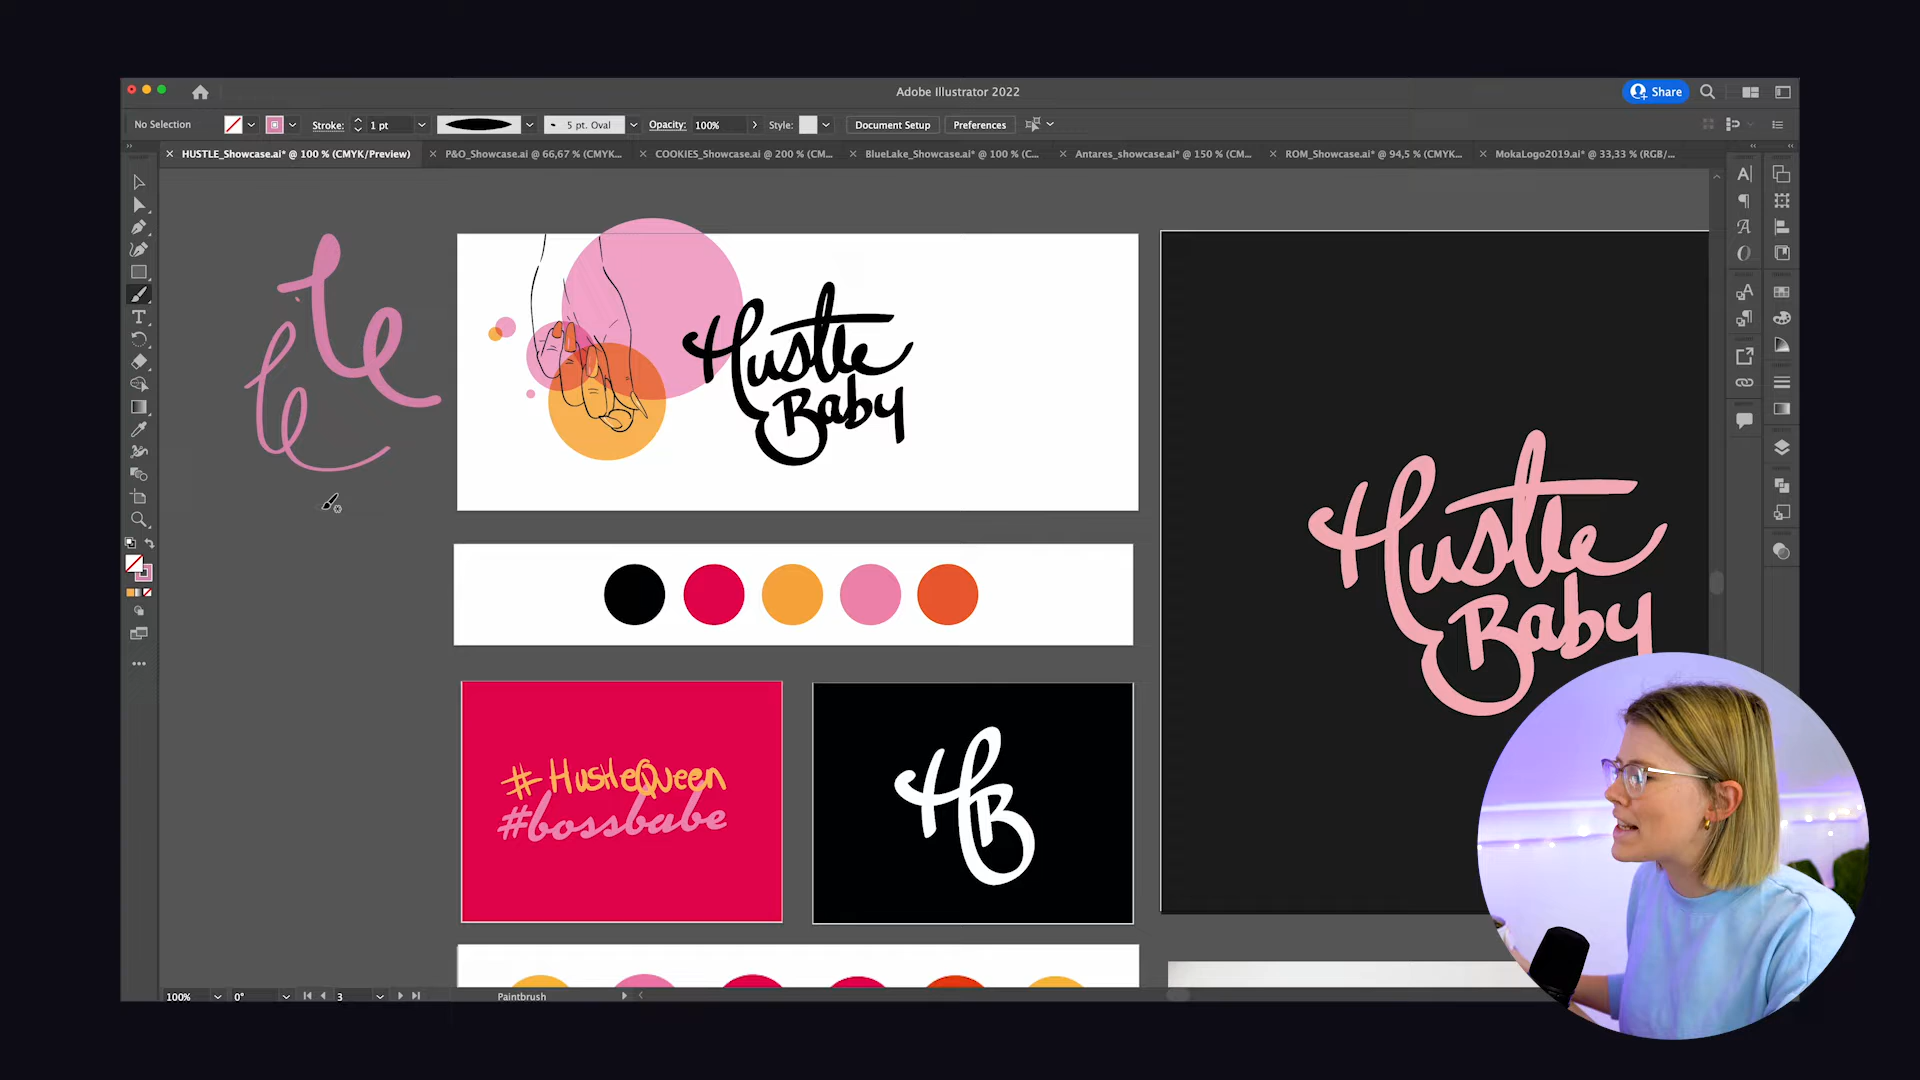 Adobe Illustrator 2022
Share
No Selection
Stroke:
1 pt
5 pt. Oval
Opacity:
100%
Style:
Document Setup
Preferences
HUSTLE_Showcase.ai* @ 100 % (CMYK/Preview)
P&O_Showcase.ai @ 66,67 % (CMYK...
COOKIES_Showcase.ai @ 200 % (CM...
BlueLake_Showcase.ai* @ 100 % (C...
Antares_showcase.ai* @ 150 % (CM...
ROM_Showcase.ai* @ 94,5 % (CMYK...
MokaLogo2019.ai* @ 33,33 % (RGB/...
Hustle
Baby
Hustle
Baby
#HustleQueen
#bossbabe
HB
100%
0°
3
Paintbrush